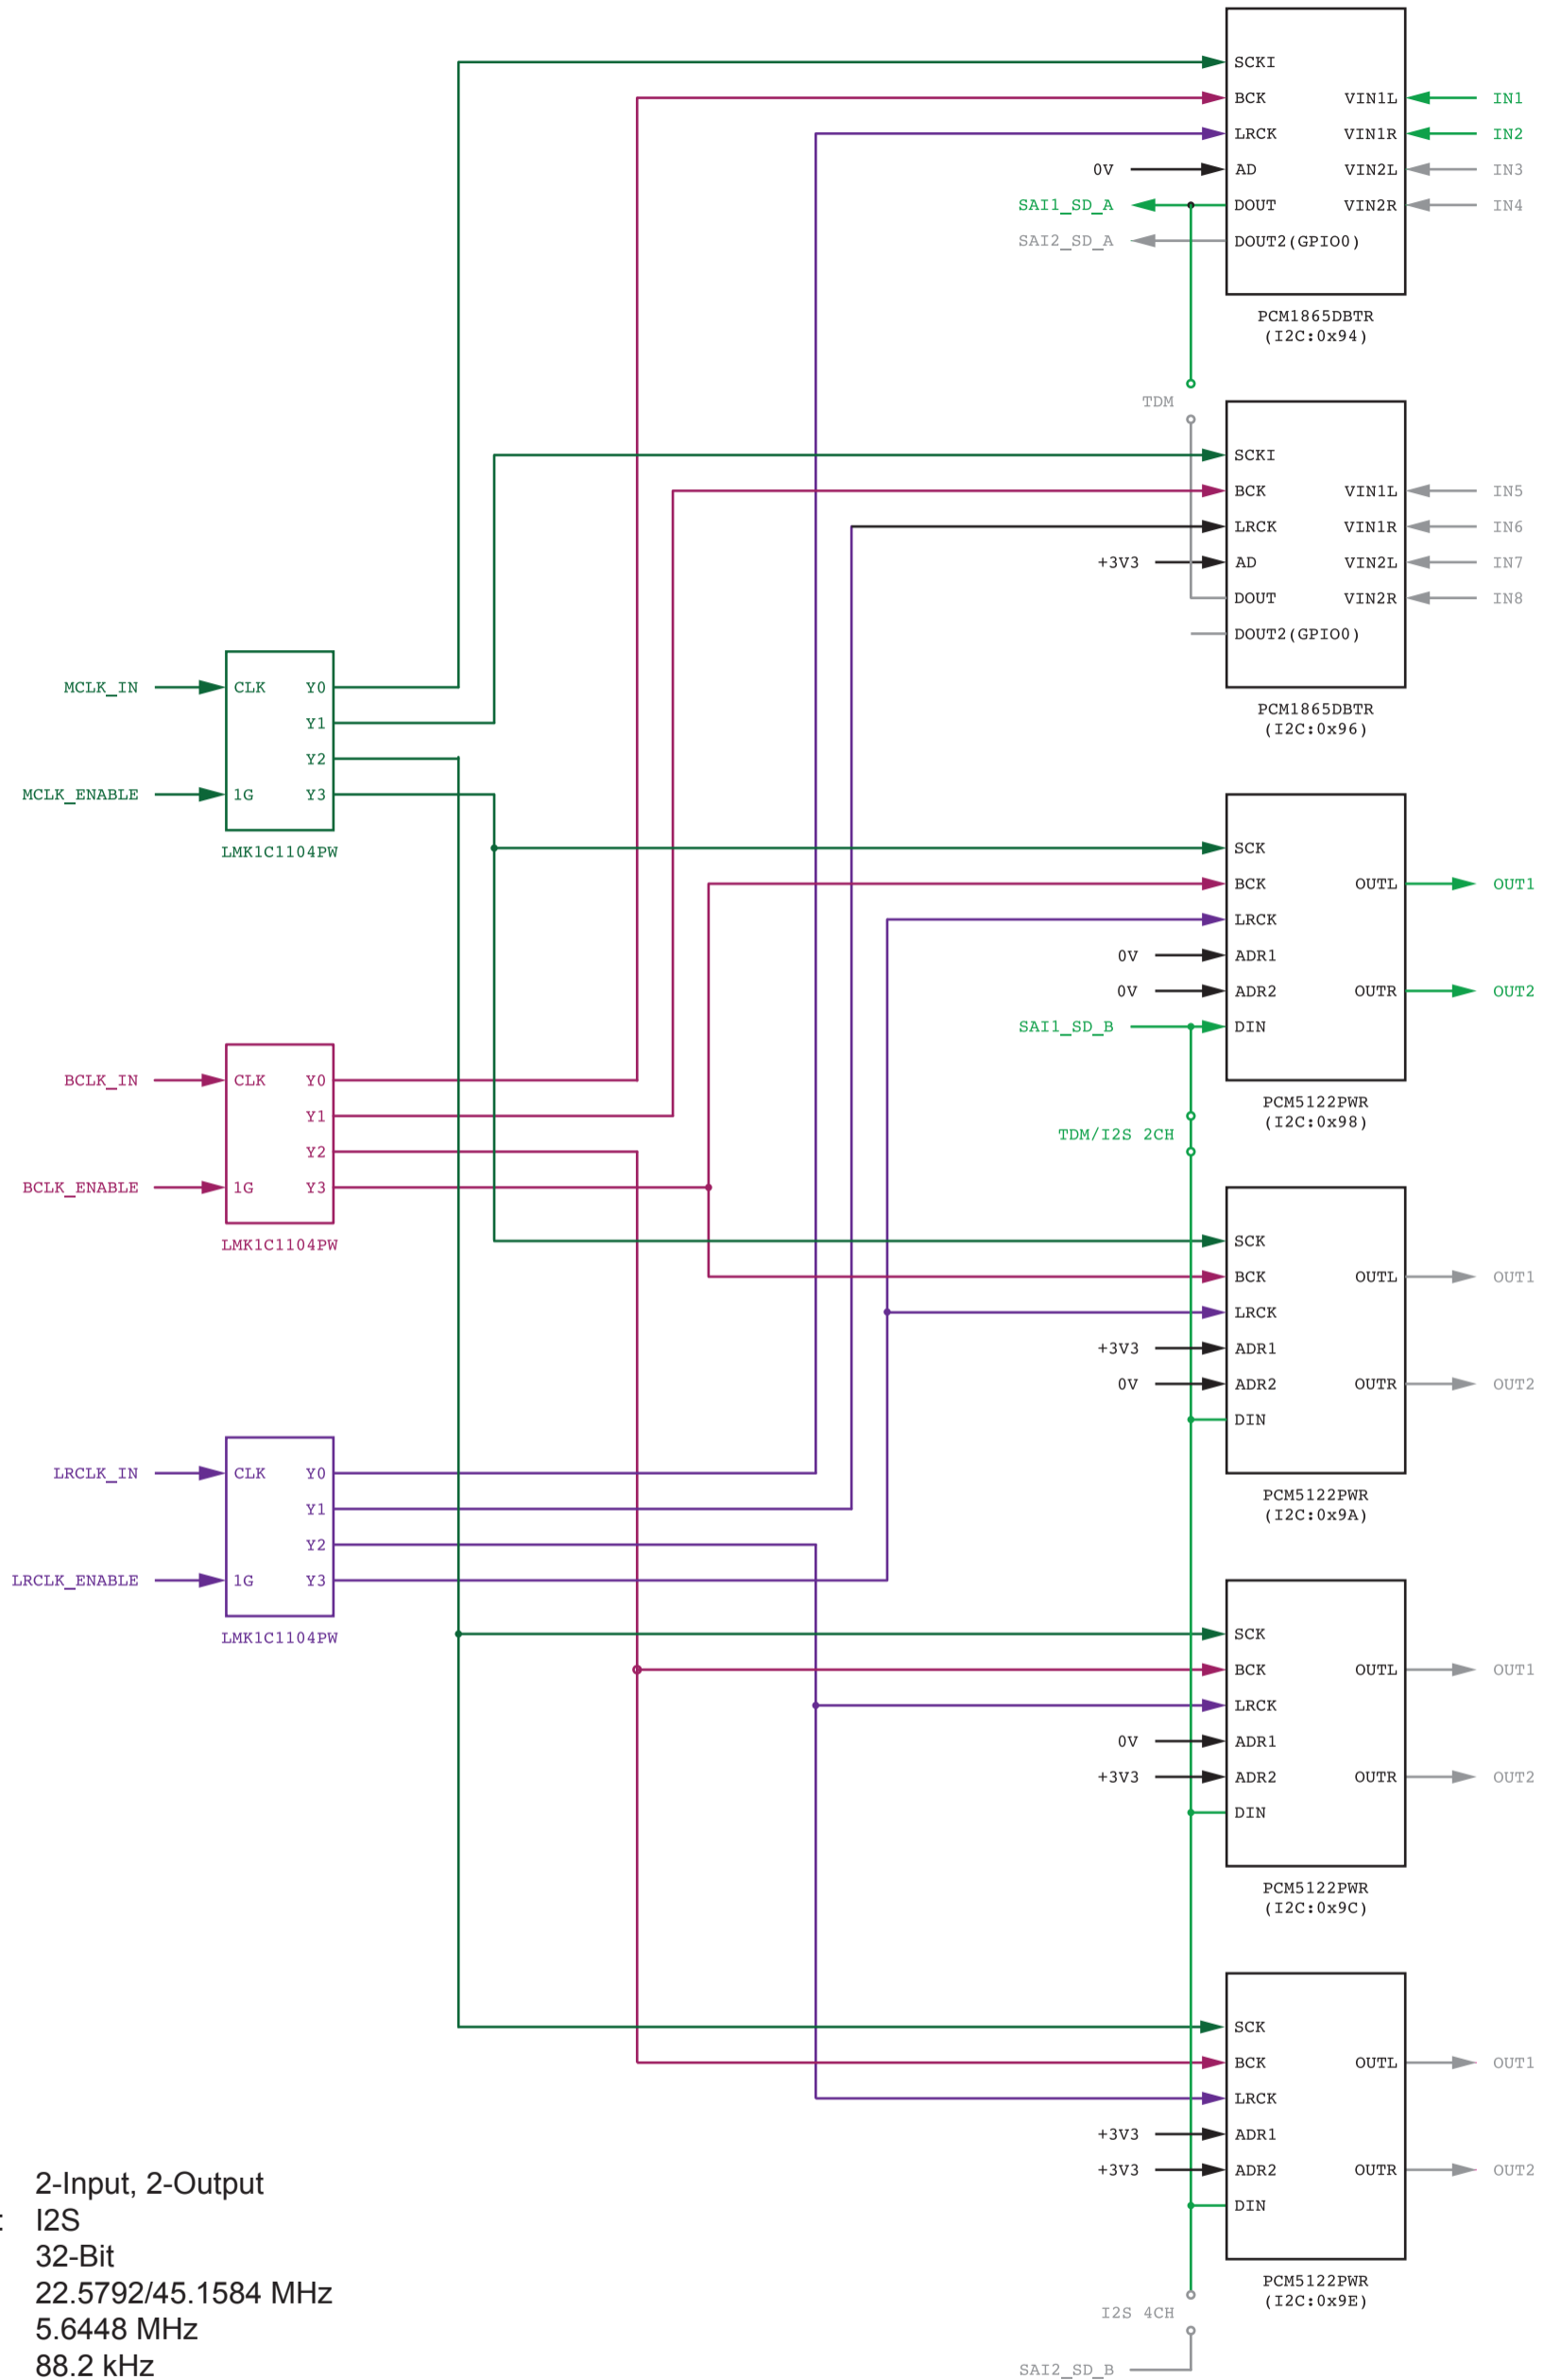 SCKI
BCK VIN1L IN1
LRCK VIN1R IN2
0V AD VIN2L IN3
SAI1_SD_A DOUT VIN2R IN4
SAI2_SD_A DOUT2(GPIO0)
PCM1865DBTR
(I2C:0x94)
TDM
SCKI
BCK VIN1L IN5
LRCK VIN1R IN6
+3V3 AD VIN2L IN7
DOUT VIN2R IN8
DOUT2(GPIO0)
PCM1865DBTR
(I2C:0x96)
MCLK_IN CLK Y0
Y1
Y2
MCLK_ENABLE 1G Y3
LMK1C1104PW
SCK
BCK OUTL OUT1
LRCK
0V ADR1
0V ADR2 OUTR OUT2
SAI1_SD_B DIN
PCM5122PWR
(I2C:0x98)
TDM/I2S 2CH
BCLK_IN CLK Y0
Y1
Y2
BCLK_ENABLE 1G Y3
LMK1C1104PW
SCK
BCK OUTL OUT1
LRCK
+3V3 ADR1
0V ADR2 OUTR OUT2
DIN
PCM5122PWR
(I2C:0x9A)
LRCLK_IN CLK Y0
Y1
Y2
LRCLK_ENABLE 1G Y3
LMK1C1104PW
SCK
BCK OUTL OUT1
LRCK
0V ADR1
+3V3 ADR2 OUTR OUT2
DIN
PCM5122PWR
(I2C:0x9C)
SCK
BCK OUTL OUT1
LRCK
+3V3 ADR1
+3V3 ADR2 OUTR OUT2
DIN
PCM5122PWR
(I2C:0x9E)
I2S 4CH
SAI2_SD_B
2-Input, 2-Output
: I2S
32-Bit
22.5792/45.1584 MHz
5.6448 MHz
88.2 kHz